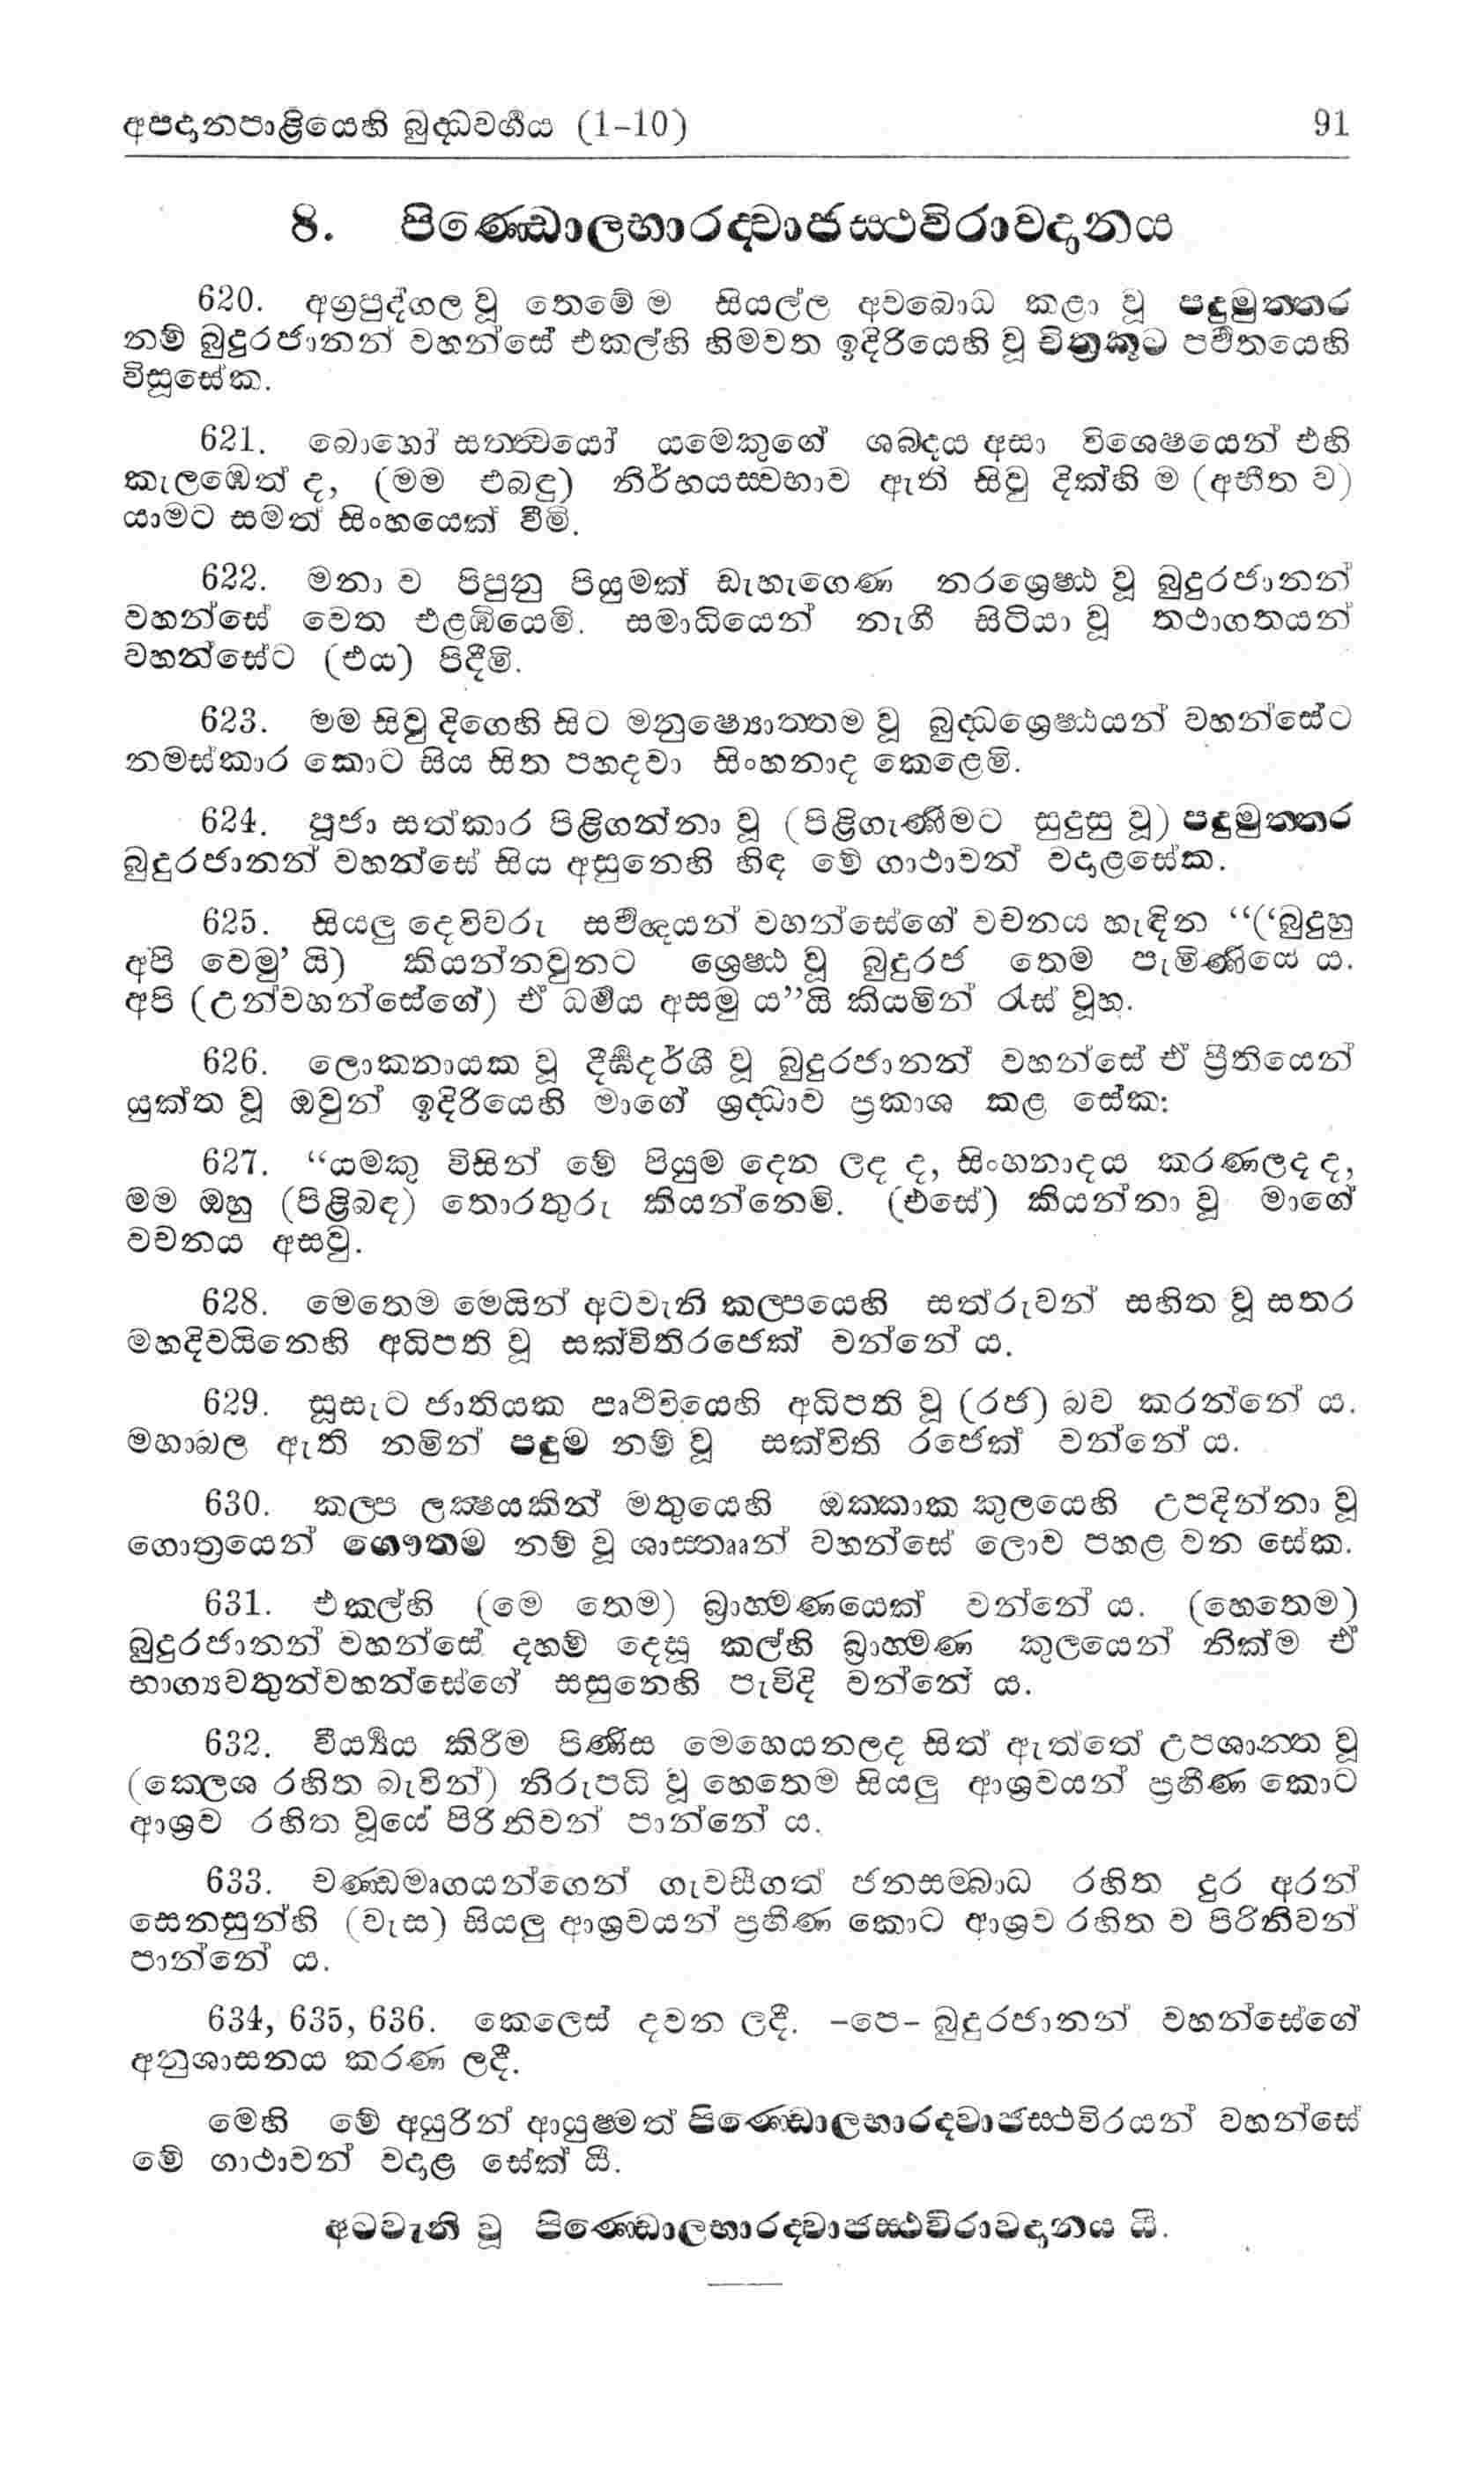 අපදානපාළියෙහි බුද්ධවර්‍ගය (1-10) 91
8. පිණ්ඩොලභාරද්වාජස්ථවිරාවදානය
620. අග්‍රපුද්ගල වූ තෙමේ ම සියල්ල අවබොධ කළා වූ පදුමුත්තර
නම් බුදුරජානන් වහන්සේ එකල්හි හිමවත ඉදිරියෙහි වූ චිත්‍රකූට පර්‍වතයෙහි
විසූසේක.
621. බොහෝ සත්ත්වයෝ යමෙකුගේ ශබ්දය අසා විශෙෂයෙන් එහි
කැලඹෙත් ද, (මම එබඳු) නිර්භයස්වභාව ඇති සිවු දික්හි ම (අභීත ව)
යාමට සමත් සිංහයෙක් වීමි.
622. මනා ව පිපුනු පියුමක් ඩැහැගෙණ නරශ්‍රෙෂ්ඨ වූ බුදුරජානන්
වහන්සේ වෙත එළඹියෙමි. සමාධියෙන් නැගී සිටියා වූ තථාගතයන්
වහන්සේට (එය) පිදීමි.
623. මම සිවු දිගෙහි සිට මනුෂ්‍යොත්තම වූ බුද්ධශ්‍රෙෂ්ඨයන් වහන්සේට
නමස්කාර කොට සිය සිත පහදවා සිංහනාද කෙළෙමි.
624. පූජා සත්කාර පිළිගන්නා වූ (පිළිගැණීමට සුදුසු වූ) පදුමුත්තර
බුදුරජානන් වහන්සේ සිය අසුනෙහි හිඳ මේ ගාථාවන් වදාළසේක.
625. සියලු දෙවිවරු සර්‍වඥයන් වහන්සේගේ වචනය හැඳින “(‘බුදුහු
අපි වෙමු’ යි) කියන්නවුනට ශ්‍රෙෂ්ඨ වූ බුදුරජ තෙම පැමිණියෙ ය.
අපි (උන්වහන්සේගේ) ඒ ධර්‍මය අසමු ය”යි කියමින් රැස් වූහ.
626. ලොකනායක වූ දීර්‍ඝදර්ශී වූ බුදුරජානන් වහන්සේ ඒ ප්‍රීතියෙන්
යුක්ත වූ ඔවුන් ඉදිරියෙහි මාගේ ශ්‍රද්ධාව ප්‍රකාශ කළ සේක:
627. “යමකු විසින් මේ පියුම දෙන ලද ද, සිංහනාදය කරණලද ද,
මම ඔහු (පිළිබඳ) තොරතුරු කියන්නෙමි. (එසේ) කියන්නා වූ මාගේ
වචනය අසවු.
628. මෙතෙම මෙයින් අටවැනි කල්පයෙහි සත්රුවන් සහිත වූ සතර
මහදිවයිනෙහි අධිපති වූ සක්විතිරජෙක් වන්නේ ය.
629. සූසැට ජාතියක පෘථිවියෙහි අධිපති වූ (රජ) බව කරන්නේ ය.
මහාබල ඇති නමින් පදුම නම් වූ සක්විති රජෙක් වන්නේ ය.
630. කල්ප ලක්ෂයකින් මතුයෙහි ඔක්කාක කුලයෙහි උපදින්නා වූ
ගොත්‍රයෙන් ගෞතම නම් වූ ශාස්තෲන් වහන්සේ ලොව පහළ වන සේක.
631. එකල්හි (මෙ තෙම) බ්‍රාහ්මණයෙක් වන්නේ ය. (හෙතෙම)
බුදුරජානන් වහන්සේ දහම් දෙසූ කල්හි බ්‍රාහ්මණ කුලයෙන් නික්ම ඒ
භාග්‍යවතුන්වහන්සේගේ සසුනෙහි පැවිදි වන්නේ ය.
632. වීර්‍ය්‍යය කිරීම පිණිස මෙහෙයනලද සිත් ඇත්තේ උපශාන්ත වූ
(කෙලශ රහිත බැවින්) නිරුපධි වූ හෙතෙම සියලු ආශ්‍රවයන් ප්‍රහීණ කොට
ආශ්‍රව රහිත වූයේ පිරිනිවන් පාන්නේ ය.
633. චණ්ඩමෘගයන්ගෙන් ගැවසීගත් ජනසම්බාධ රහිත දුර අරන්
සෙනසුන්හි (වැස) සියලු ආශ්‍රවයන් ප්‍රහිණ කොට ආශ්‍රව රහිත ව පිරිනිවන්
පාන්නේ ය.
634, 635, 636. කෙලෙස් දවන ලදී. -පෙ- බුදුරජානන් වහන්සේගේ
අනුශාසනය කරණ ලදී.
මෙහි මේ අයුරින් ආයුෂ්මත් පිණ්ඩොලභාරද්වාජස්ථවිරයන් වහන්සේ
මේ ගාථාවන් වදාළ සේක් යී.
අටවැනි වූ පිණ්ඩොලභාරද්වාජස්ථවිරාවදානය යි.